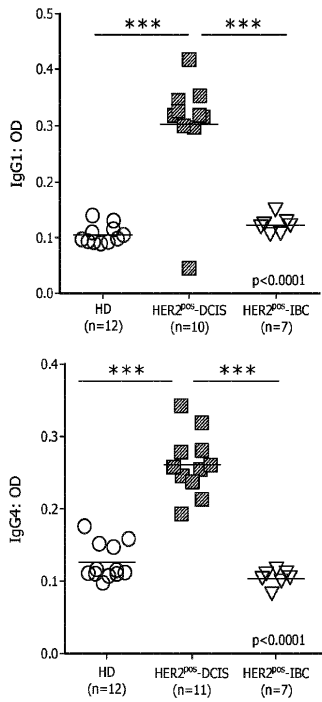 ***
***
0.5
0.4
0.3
0.2
0.1
0.0
IgG1: OD
p<0.0001
HD
(n=12)
HER2pos-DCIS
(n=10)
HER2pos-IBC
(n=7)
***
***
0.4
0.3
0.2
0.1
0.0
IgG4: OD
p<0.0001
HD
(n=12)
HER2pos-DCIS
(n=11)
HER2pos-IBC
(n=7)